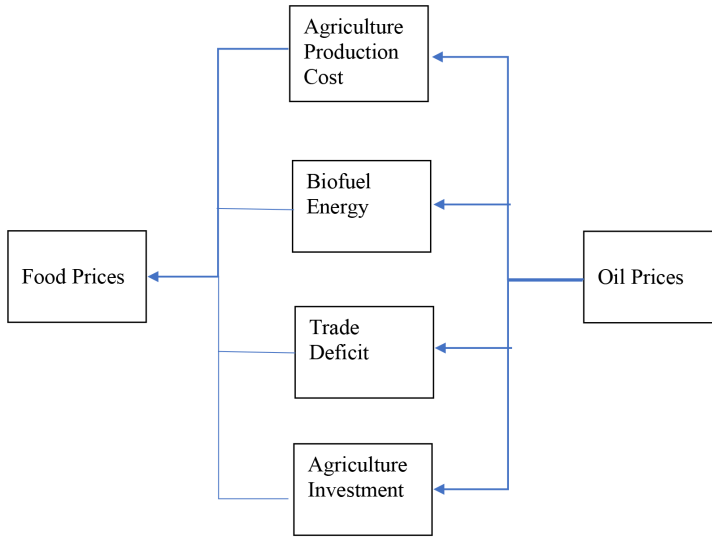 Agriculture
Production
Cost
Biofuel
Energy
Food Prices
Oil Prices
Trade
Deficit
Agriculture
Investment